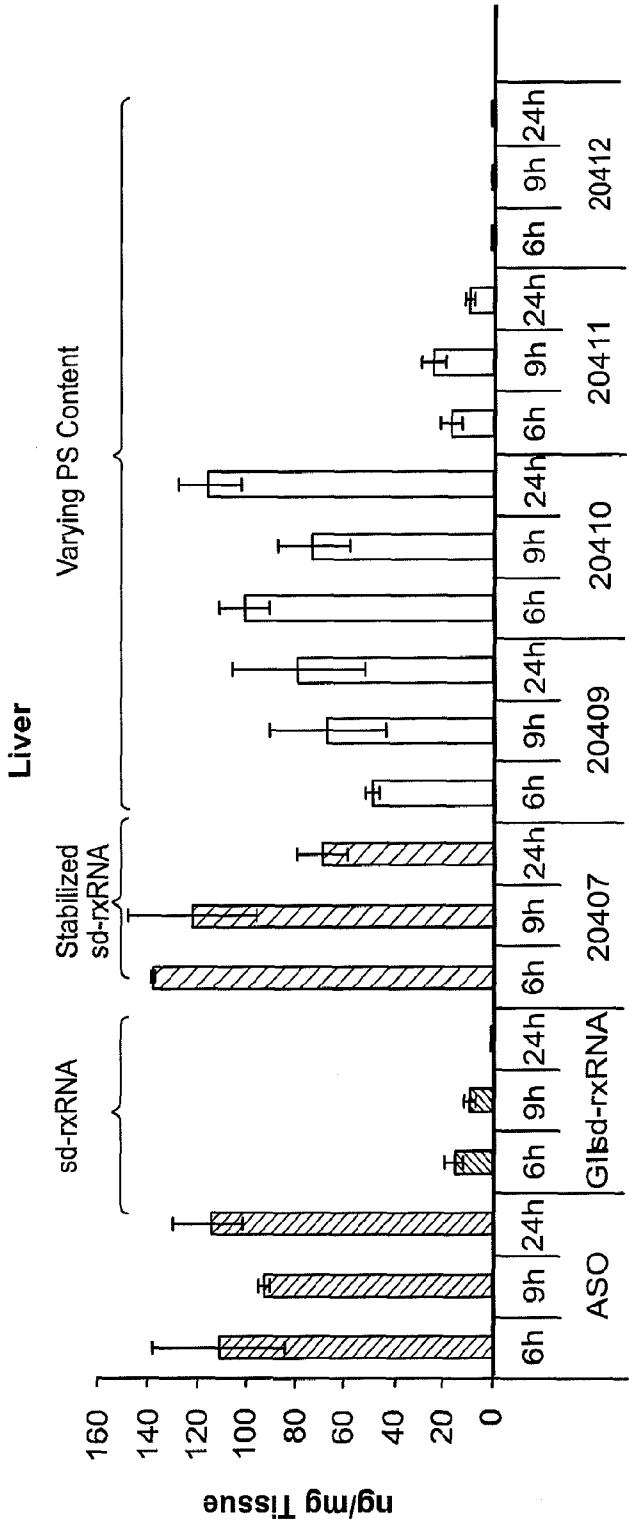 Liver
sd-rxRNA
Stabilized
sd-rxRNA
Varying PS Content
ng/mg Tissue
160
140
120
100
80
60
40
20
0
6h 9h 24h 6h 9h 24h 6h 9h 24h 6h 9h 24h 6h 9h 24h 6h 9h 24h 6h 9h 24h
ASO GIIsd-rxRNA 20407 20409 20410 20411 20412